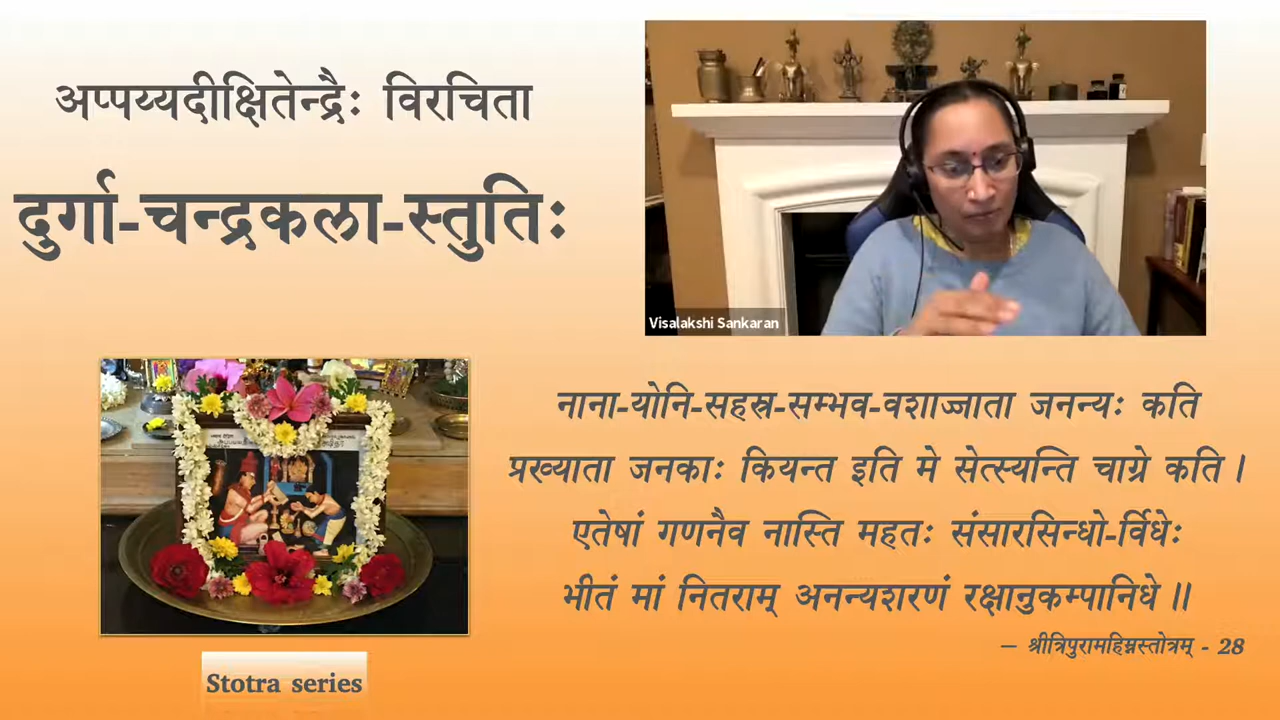 अप्पय्यदीक्षितेन्द्रैः विरचिता
दुर्गा-चन्द्रकला-स्तुतिः
Visalakshi Sankaran
नाना-योनि-सहस्र-सम्भव-वशाज्जाता जनन्यः कति
प्रख्याता जनकाः कियन्त इति मे सेत्स्यन्ति चाग्रे कति ।
एतेषां गणनैव नास्ति महतः संसारसिन्धो-र्विधेः
भीतं मां नितराम् अनन्यशरणं रक्षानुकम्पानिधे ॥
– श्रीत्रिपुरामहिम्नस्तोत्रम् - 28
Stotra series